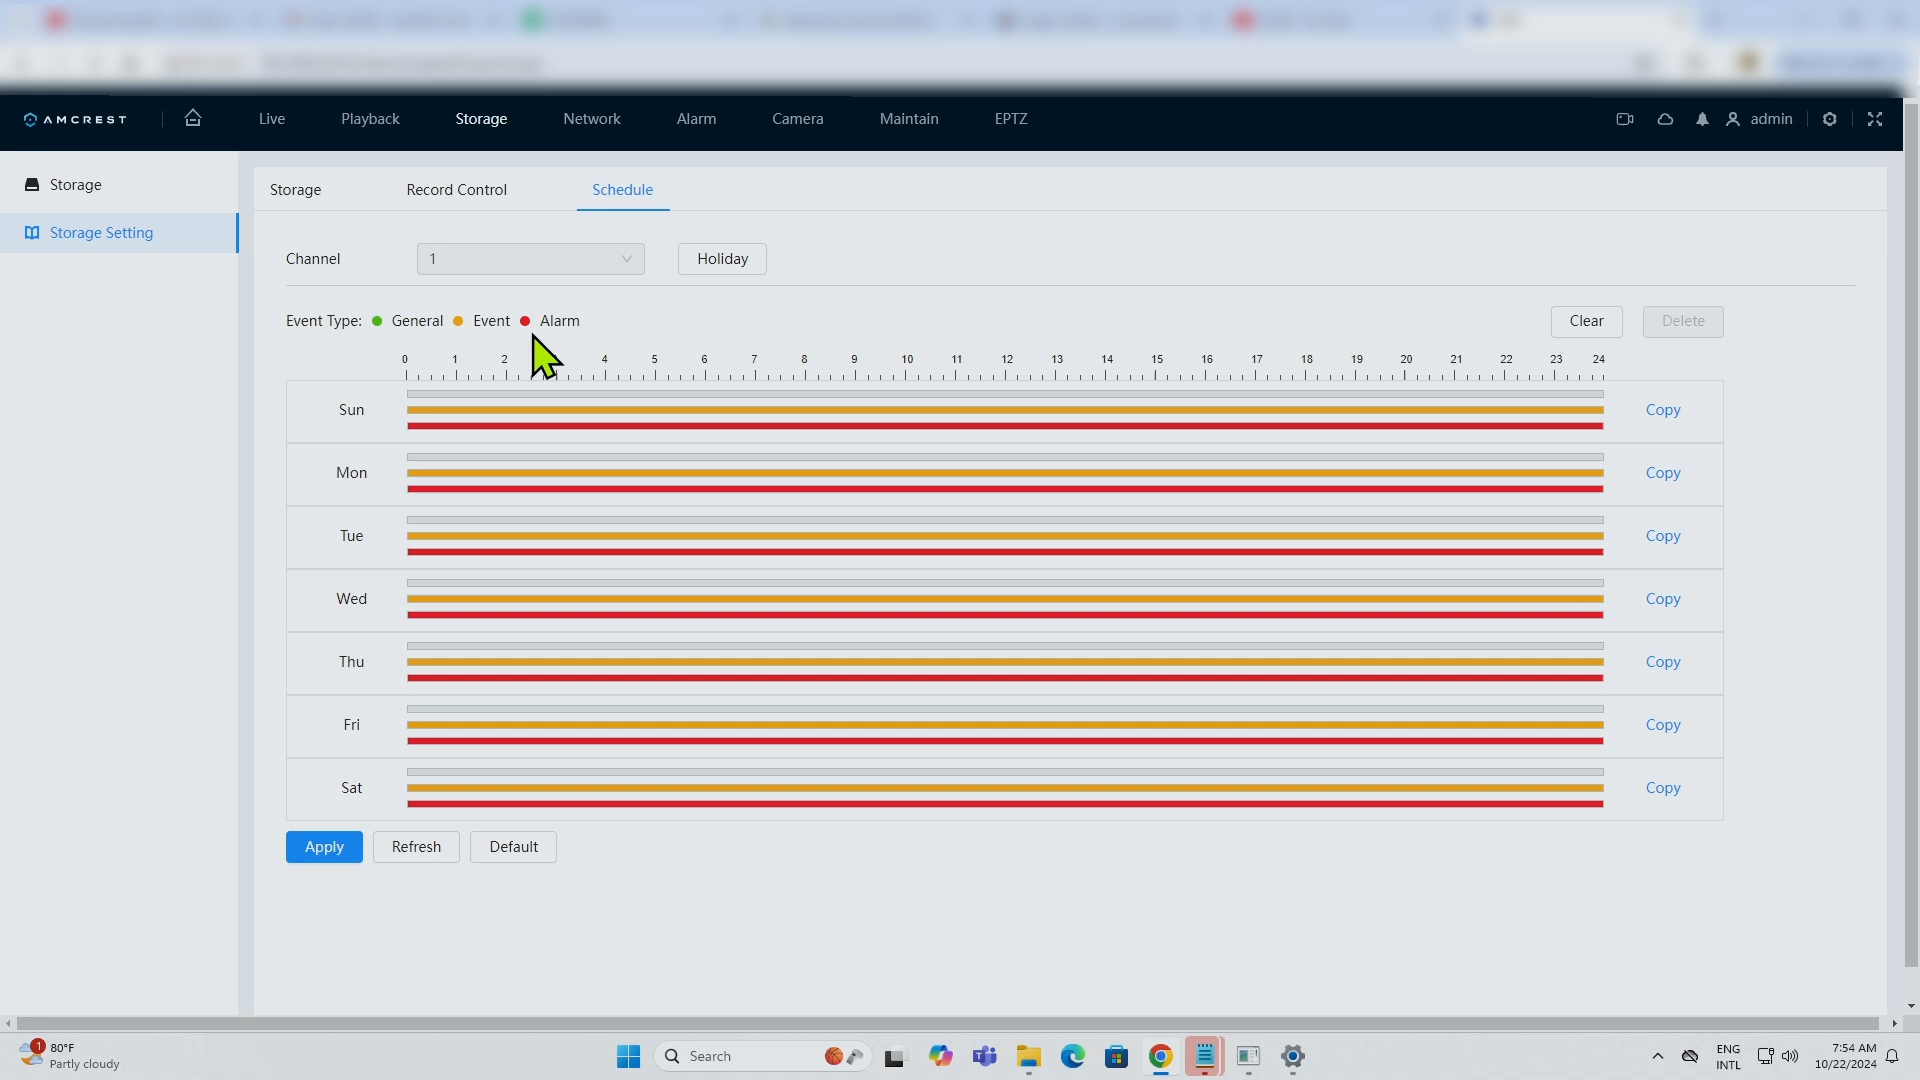 AMCREST Live Playback Storage Network Alarm Camera Maintain EPTZ admin
Storage
Storage Setting
Storage Record Control Schedule
Channel 1 Holiday
Event Type: General Event Alarm Clear Delete
0 1 2 4 5 6 7 8 9 10 11 12 13 14 15 16 17 18 19 20 21 22 23 24
Sun Copy
Mon Copy
Tue Copy
Wed Copy
Thu Copy
Fri Copy
Sat Copy
Apply Refresh Default
1 80°F
Partly cloudy
Search
ENG
INTL
7:54 AM
10/22/2024